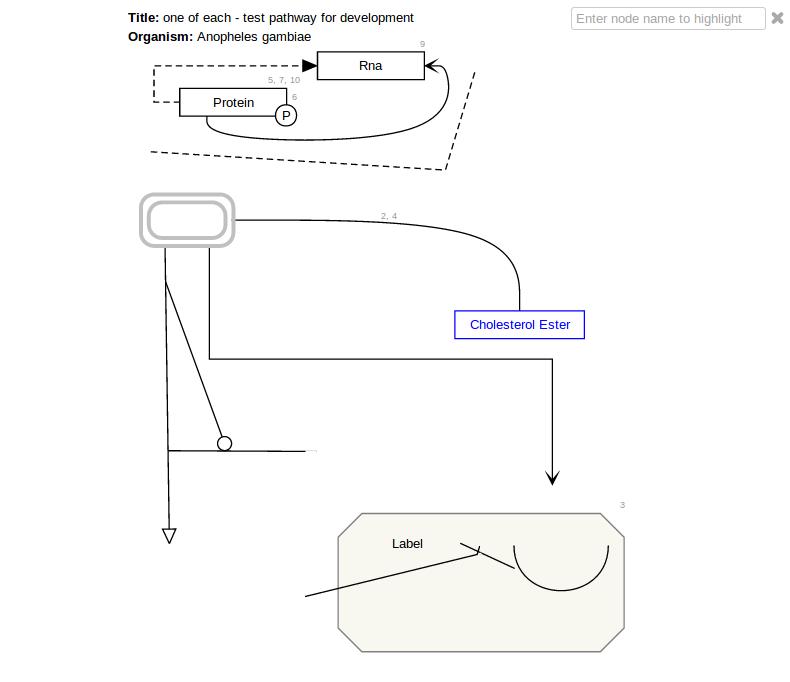 Title: one of each - test pathway for development
Enter node name to highlight
Organism: Anopheles gambiae
9
Rna
5, 7, 10
6
Protein
P
2, 4
Cholesterol Ester
3
Label